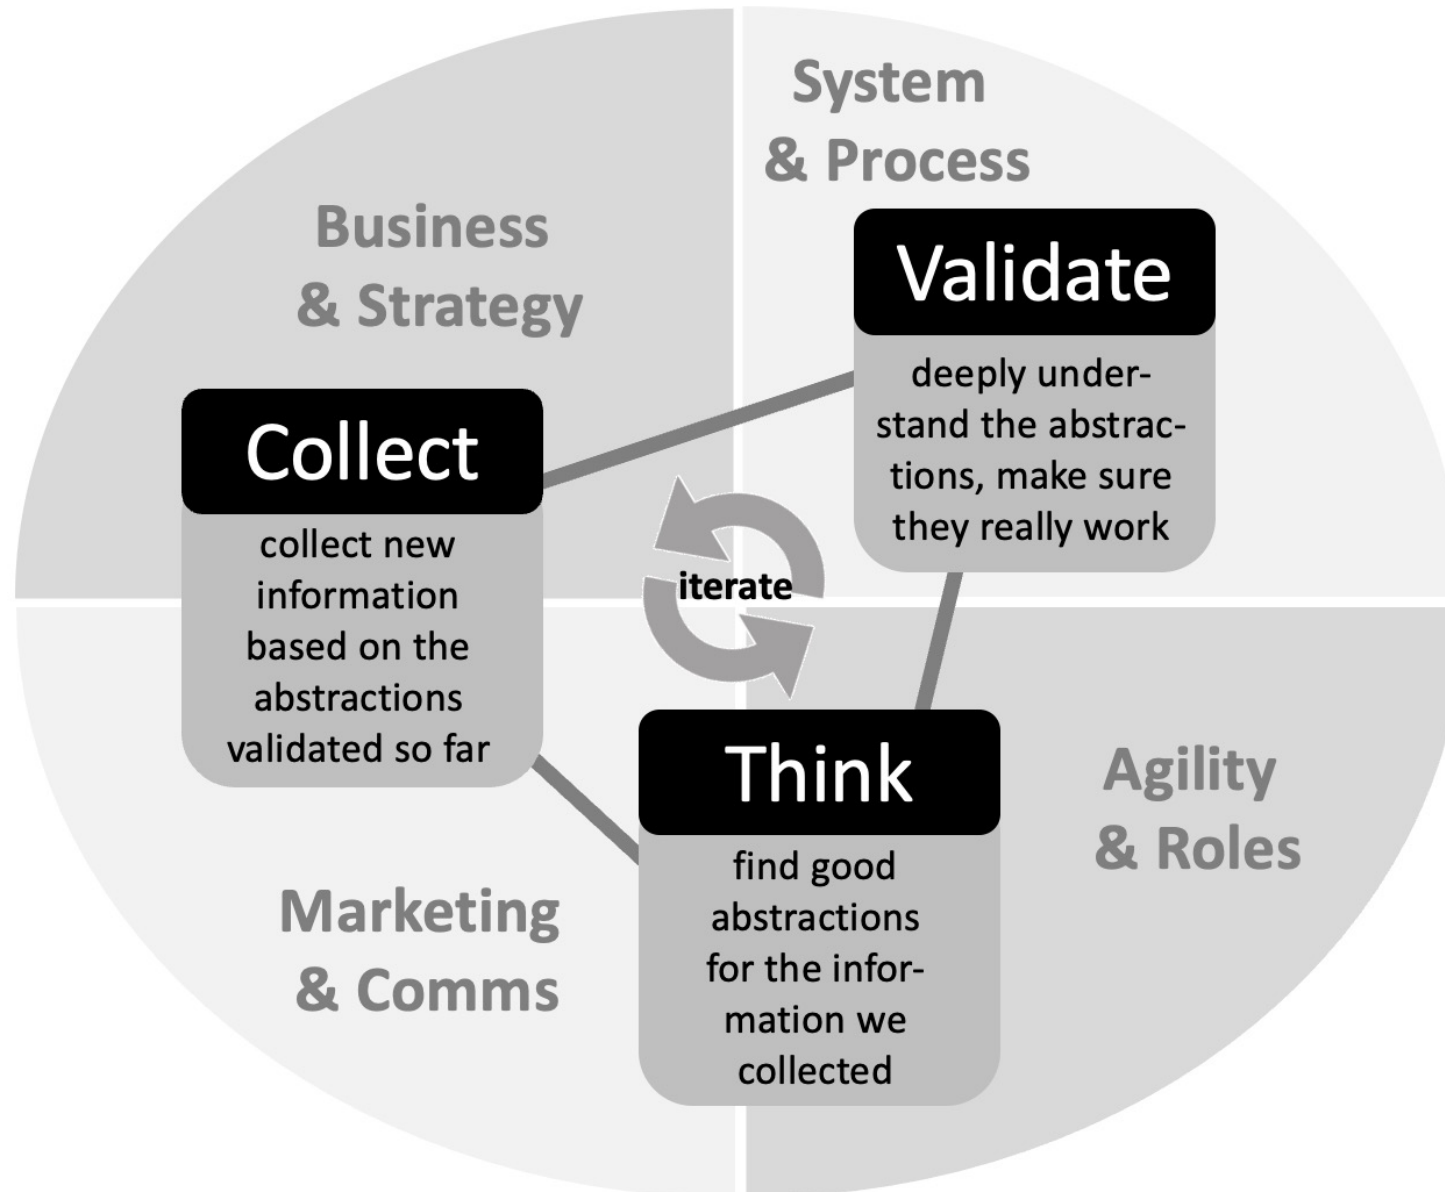 System
& Process
Business
& Strategy
Validate
deeply under-
stand the abstrac-
tions, make sure
they really work
Collect
collect new
information
based on the
abstractions
validated so far
iterate
Think
find good
abstractions
for the infor-
mation we
collected
Agility
& Roles
Marketing
& Comms